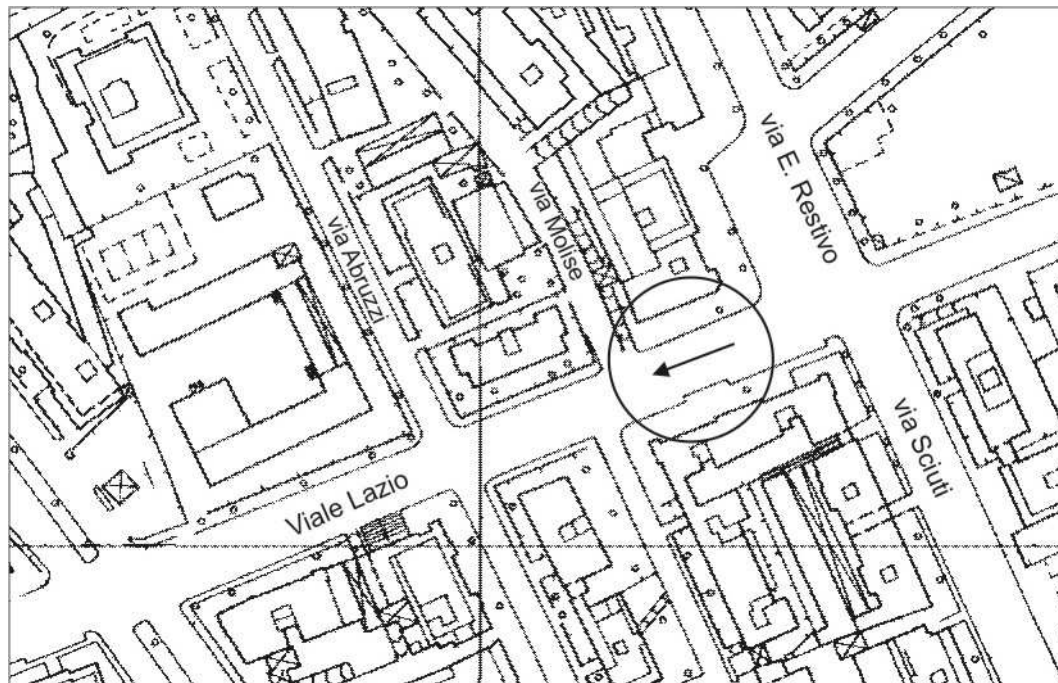 via E. Restivo
via Molise
via Abruzzi
via Sciuti
Viale Lazio